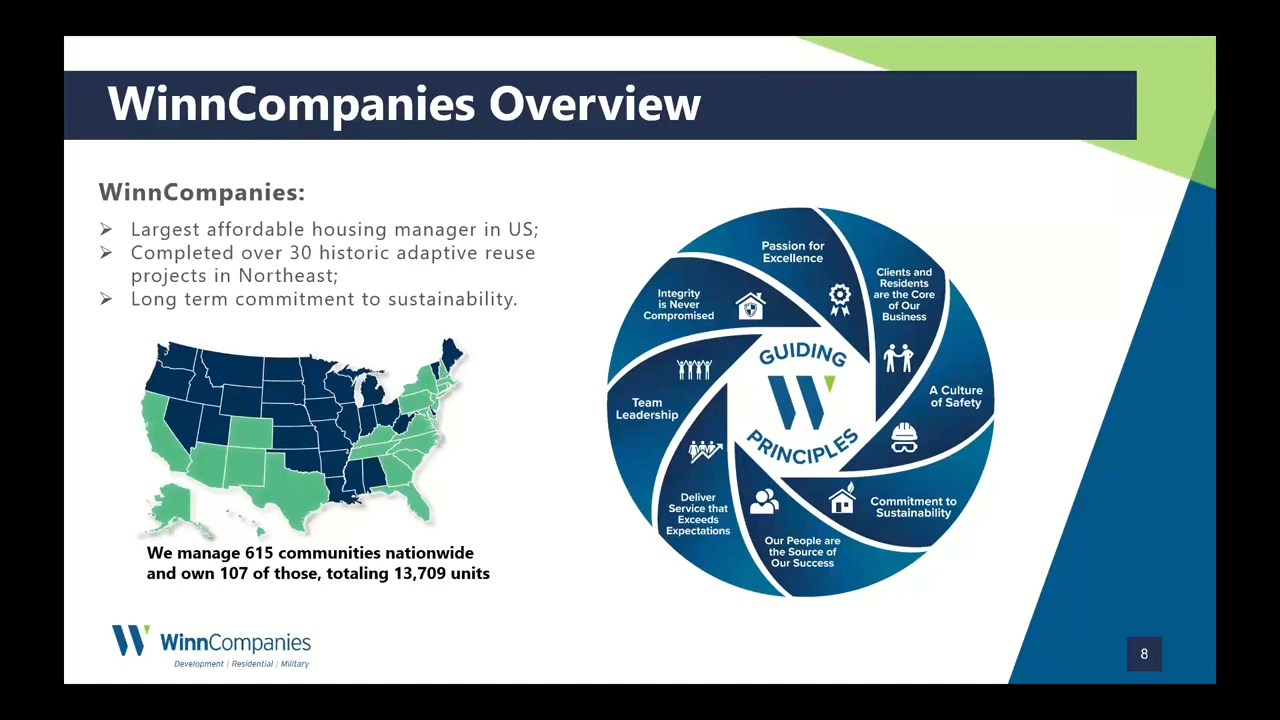 WinnCompanies Overview
WinnCompanies:
➢ Largest affordable housing manager in US;
➢ Completed over 30 historic adaptive reuse
projects in Northeast;
➢ Long term commitment to sustainability.
We manage 615 communities nationwide
and own 107 of those, totaling 13,709 units
Passion for
Excellence
Clients and
Residents
are the Core
of Our
Business
A Culture
of Safety
Commitment to
Sustainability
Our People are
the Source of
Our Success
Deliver
Service that
Exceeds
Expectations
Team
Leadership
Integrity
is Never
Compromised
GUIDING
PRINCIPLES
WinnCompanies
Development | Residential | Military
8